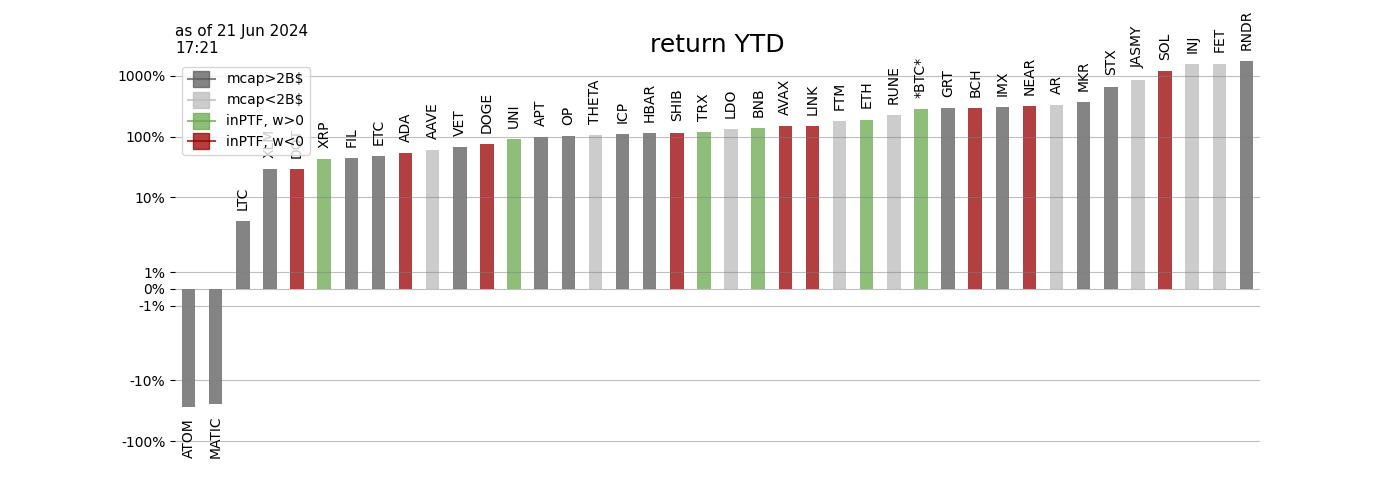 as of 21 Jun 2024
17:21
return YTD
mcap>2B$
mcap<2B$
inPTF, w>0
inPTF, w<0
1000%
100%
10%
1%
0%
-1%
-10%
-100%
ATOM
MATIC
LTC
XLM
DOT
XRP
FIL
ETC
ADA
AAVE
VET
DOGE
UNI
APT
OP
THETA
ICP
HBAR
SHIB
TRX
LDO
BNB
AVAX
LINK
FTM
ETH
RUNE
*BTC*
GRT
BCH
IMX
NEAR
AR
MKR
STX
JASMY
SOL
INJ
FET
RNDR